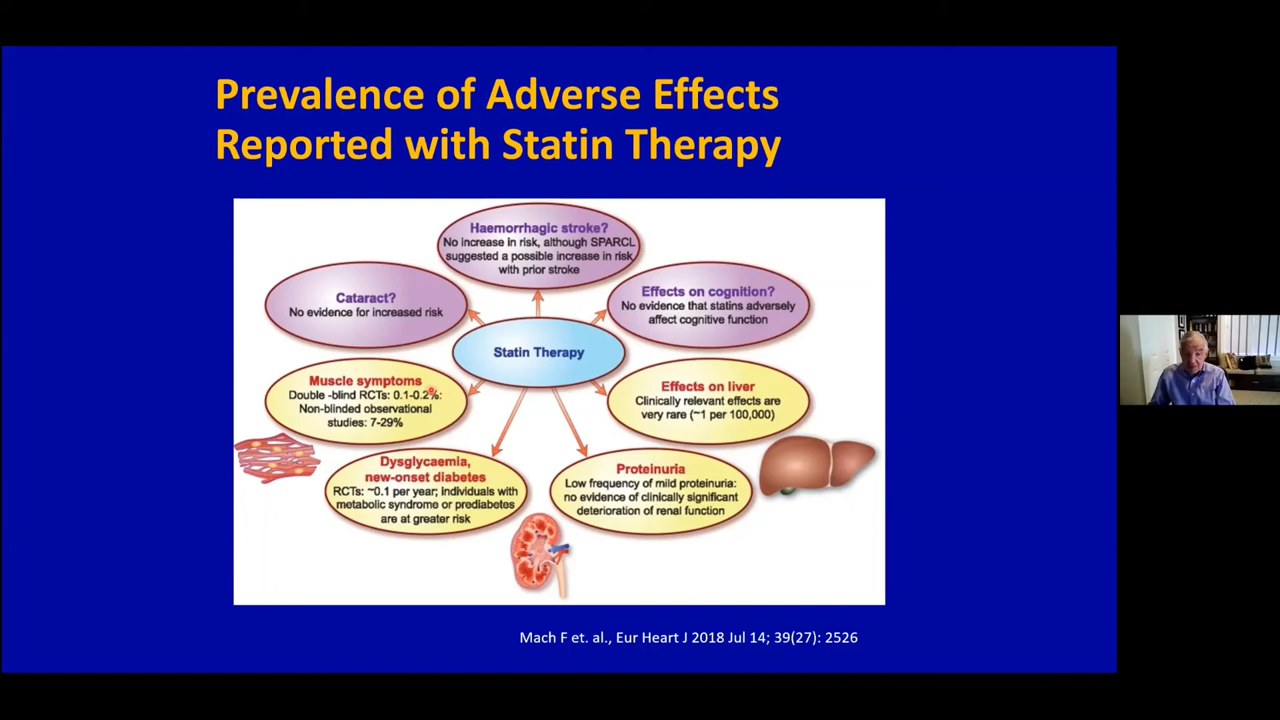 Prevalence of Adverse Effects
Reported with Statin Therapy
Haemorrhagic stroke?
No increase in risk, although SPARCL
suggested a possible increase in risk
with prior stroke
Cataract?
No evidence for increased risk
Effects on cognition?
No evidence that statins adversely
affect cognitive function
Statin Therapy
Muscle symptoms
Double -blind RCTs: 0.1-0.2%:
Non-blinded observational
studies: 7-29%
Effects on liver
Clinically relevant effects are
very rare (~1 per 100,000)
Dysglycaemia,
new-onset diabetes
RCTs: ~0.1 per year; individuals with
metabolic syndrome or prediabetes
are at greater risk
Proteinuria
Low frequency of mild proteinuria:
no evidence of clinically significant
deterioration of renal function
Mach F et. al., Eur Heart J 2018 Jul 14; 39(27): 2526